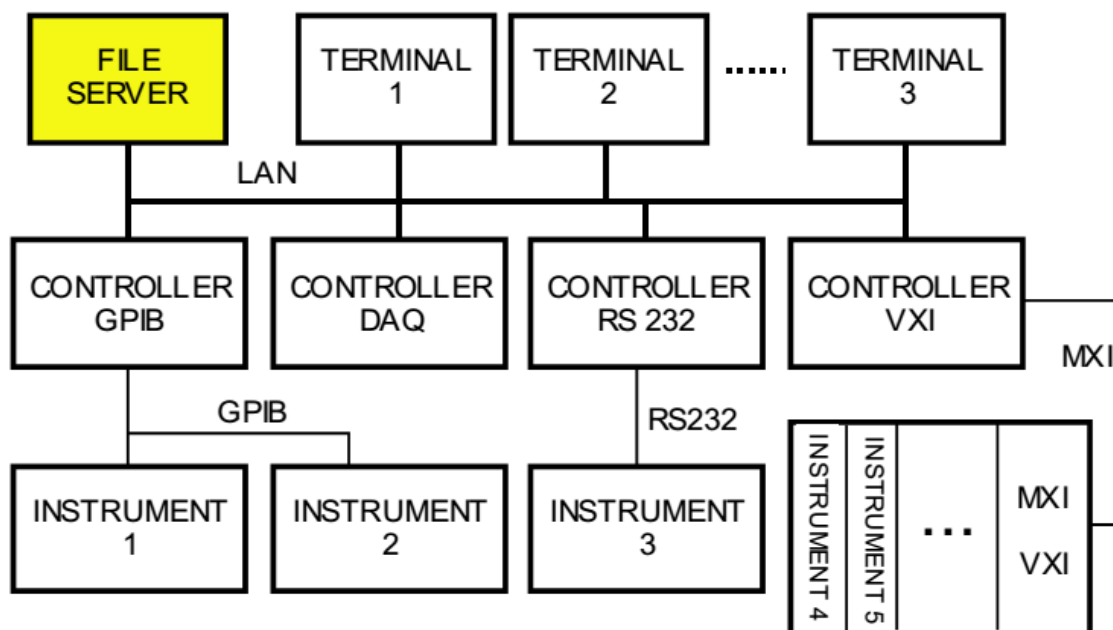 FILE
SERVER
TERMINAL
1
TERMINAL
2
.......
TERMINAL
3
LAN
CONTROLLER
GPIB
CONTROLLER
DAQ
CONTROLLER
RS 232
CONTROLLER
VXI
MXI
GPIB
RS232
INSTRUMENT
1
INSTRUMENT
2
INSTRUMENT
3
INSTRUMENT 4
INSTRUMENT 5
...
MXI
VXI